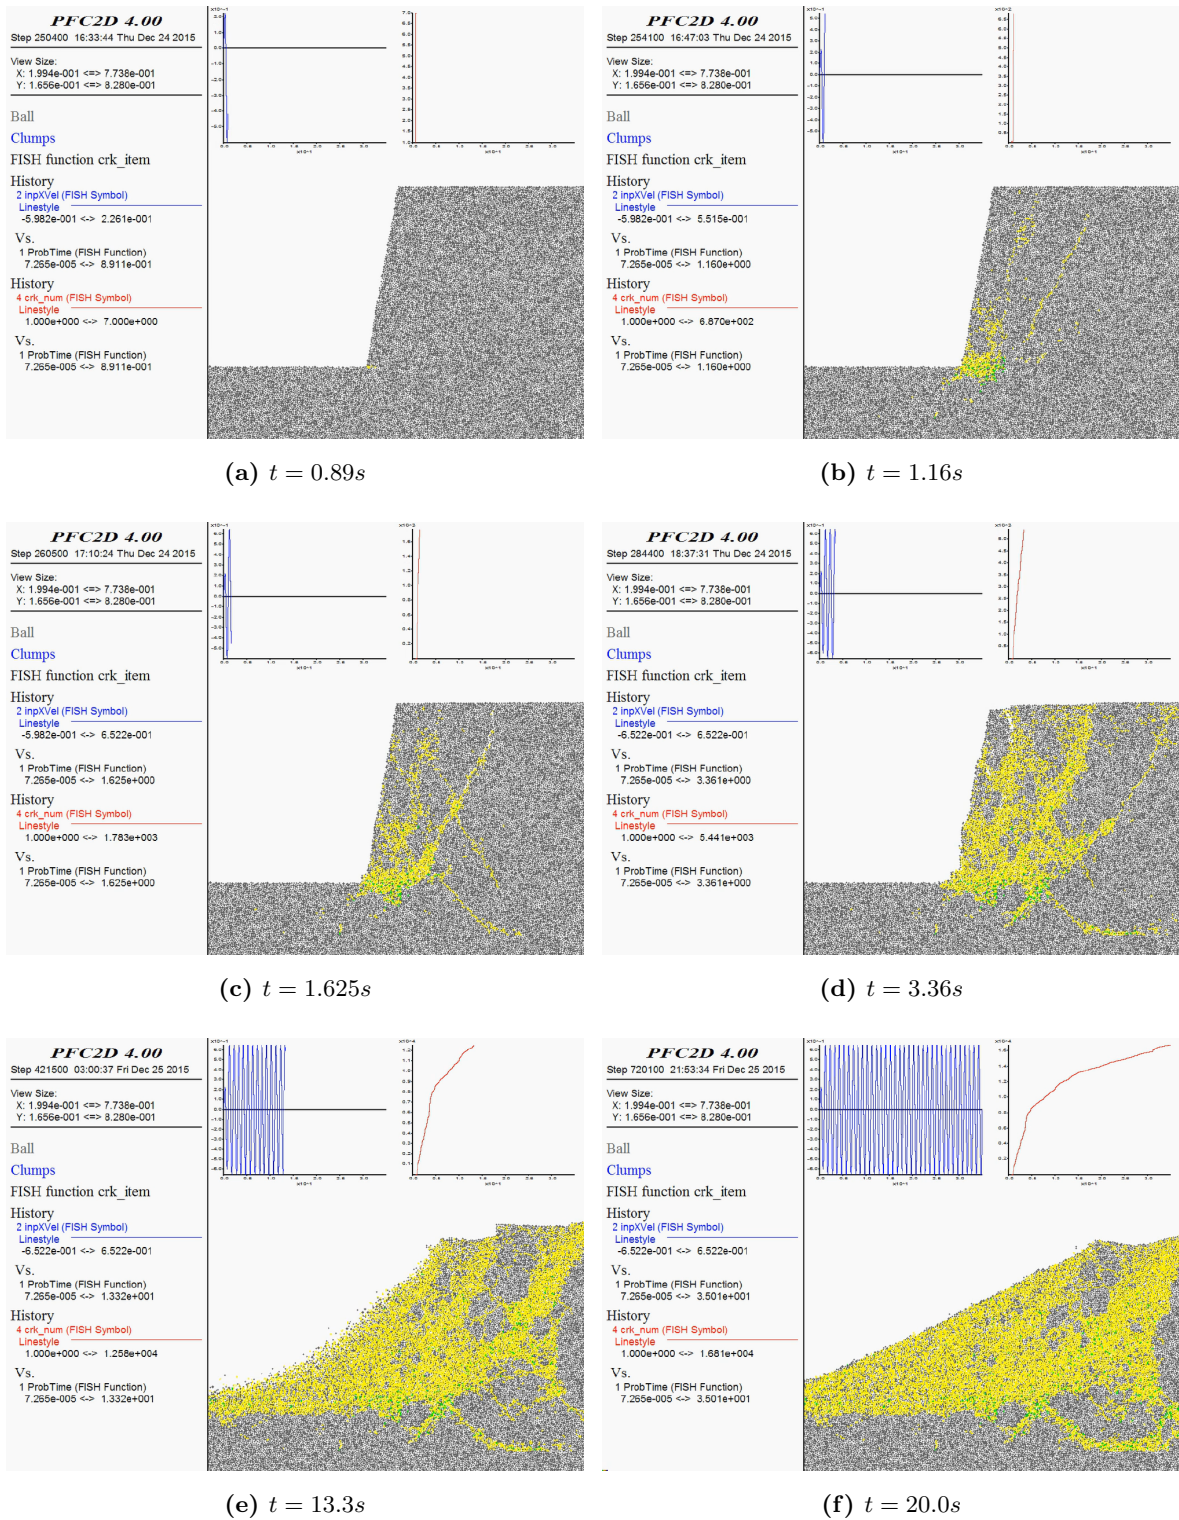 PFC2D 4.00
Step 250400 16:33:44 Thu Dec 24 2015
View Size:
X: 1.994e-001 <=> 7.738e-001
Y: 1.656e-001 <=> 8.280e-001
Ball
Clumps
FISH function crk_item
History
2 inpXVel (FISH Symbol)
Linestyle
-5.982e-001 <-> 2.261e-001
Vs.
1 ProbTime (FISH Function)
7.265e-005 <-> 8.911e-001
History
4 crk_num (FISH Symbol)
Linestyle
1.000e+000 <-> 7.000e+000
Vs.
1 ProbTime (FISH Function)
7.265e-005 <-> 8.911e-001
(a) t = 0.89s
PFC2D 4.00
Step 254100 16:47:03 Thu Dec 24 2015
View Size:
X: 1.994e-001 <=> 7.738e-001
Y: 1.656e-001 <=> 8.280e-001
Ball
Clumps
FISH function crk_item
History
2 inpXVel (FISH Symbol)
Linestyle
-5.982e-001 <-> 5.515e-001
Vs.
1 ProbTime (FISH Function)
7.265e-005 <-> 1.160e+000
History
4 crk_num (FISH Symbol)
Linestyle
1.000e+000 <-> 6.870e+002
Vs.
1 ProbTime (FISH Function)
7.265e-005 <-> 1.160e+000
(b) t = 1.16s
PFC2D 4.00
Step 260500 17:10:24 Thu Dec 24 2015
View Size:
X: 1.994e-001 <=> 7.738e-001
Y: 1.656e-001 <=> 8.280e-001
Ball
Clumps
FISH function crk_item
History
2 inpXVel (FISH Symbol)
Linestyle
-5.982e-001 <-> 6.522e-001
Vs.
1 ProbTime (FISH Function)
7.265e-005 <-> 1.625e+000
History
4 crk_num (FISH Symbol)
Linestyle
1.000e+000 <-> 1.783e+003
Vs.
1 ProbTime (FISH Function)
7.265e-005 <-> 1.625e+000
(c) t = 1.625s
PFC2D 4.00
Step 284400 18:37:31 Thu Dec 24 2015
View Size:
X: 1.994e-001 <=> 7.738e-001
Y: 1.656e-001 <=> 8.280e-001
Ball
Clumps
FISH function crk_item
History
2 inpXVel (FISH Symbol)
Linestyle
-6.522e-001 <-> 6.522e-001
Vs.
1 ProbTime (FISH Function)
7.265e-005 <-> 3.361e+000
History
4 crk_num (FISH Symbol)
Linestyle
1.000e+000 <-> 5.441e+003
Vs.
1 ProbTime (FISH Function)
7.265e-005 <-> 3.361e+000
(d) t = 3.36s
PFC2D 4.00
Step 421500 03:00:37 Fri Dec 25 2015
View Size:
X: 1.994e-001 <=> 7.738e-001
Y: 1.656e-001 <=> 8.280e-001
Ball
Clumps
FISH function crk_item
History
2 inpXVel (FISH Symbol)
Linestyle
-6.522e-001 <-> 6.522e-001
Vs.
1 ProbTime (FISH Function)
7.265e-005 <-> 1.332e+001
History
4 crk_num (FISH Symbol)
Linestyle
1.000e+000 <-> 1.258e+004
Vs.
1 ProbTime (FISH Function)
7.265e-005 <-> 1.332e+001
(e) t = 13.3s
PFC2D 4.00
Step 720100 21:53:34 Fri Dec 25 2015
View Size:
X: 1.994e-001 <=> 7.738e-001
Y: 1.656e-001 <=> 8.280e-001
Ball
Clumps
FISH function crk_item
History
2 inpXVel (FISH Symbol)
Linestyle
-6.522e-001 <-> 6.522e-001
Vs.
1 ProbTime (FISH Function)
7.265e-005 <-> 3.501e+001
History
4 crk_num (FISH Symbol)
Linestyle
1.000e+000 <-> 1.681e+004
Vs.
1 ProbTime (FISH Function)
7.265e-005 <-> 3.501e+001
(f) t = 20.0s